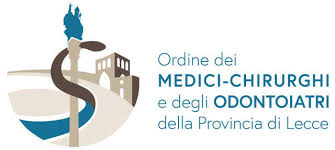 Ordine dei
MEDICI-CHIRURGHI
e degli ODONTOIATRI
della Provincia di Lecce